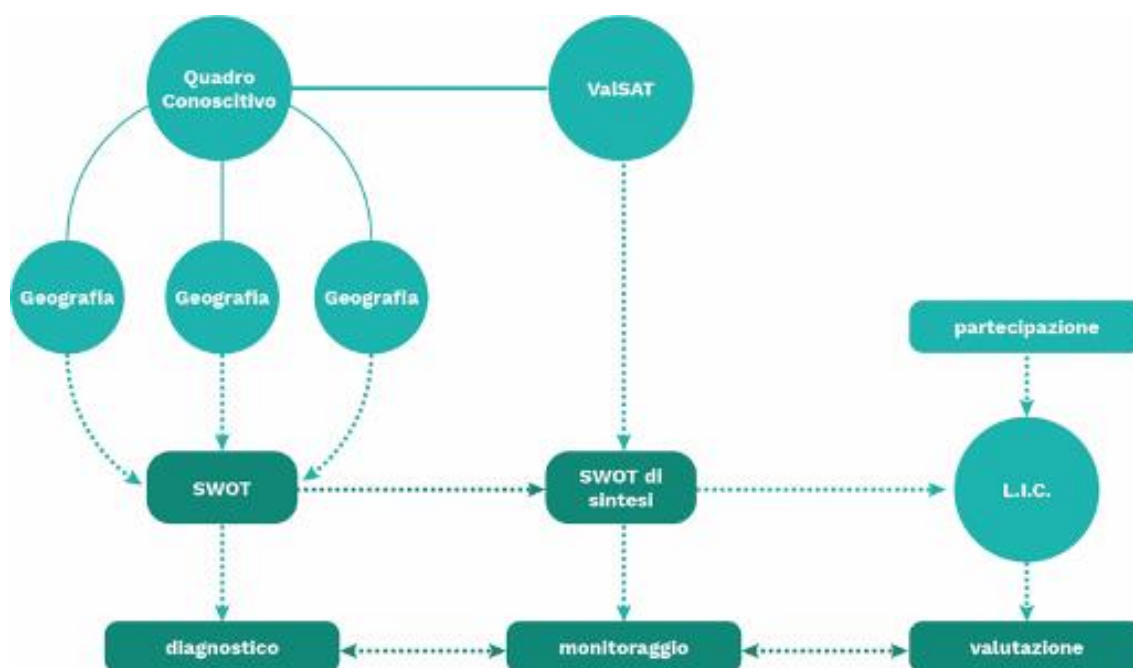 Quadro
Conoscitivo
ValSAT
Geografia
Geografia
Geografia
partecipazione
SWOT
SWOT di
sintesi
L.I.C.
diagnostico
monitoraggio
valutazione